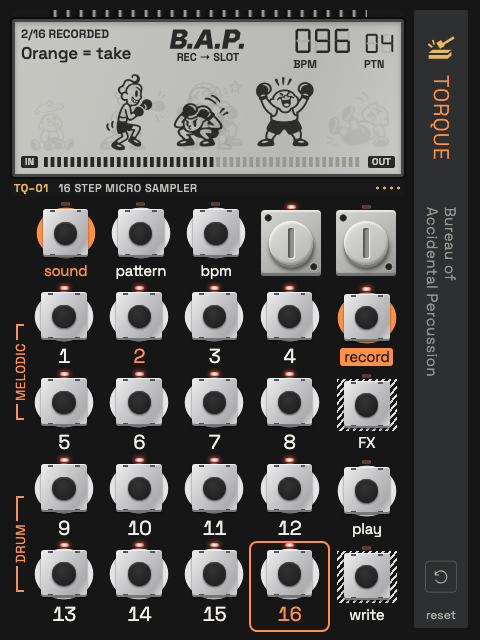 2/16 RECORDED
Orange = take
B.A.P.
REC → SLOT
096
BPM
04
PTN
IN
OUT
TQ-01 16 STEP MICRO SAMPLER
sound
pattern
bpm
1
2
3
4
record
MELODIC
5
6
7
8
FX
9
10
11
12
play
DRUM
13
14
15
16
write
TORQUE
Bureau of
Accidental Percussion
reset